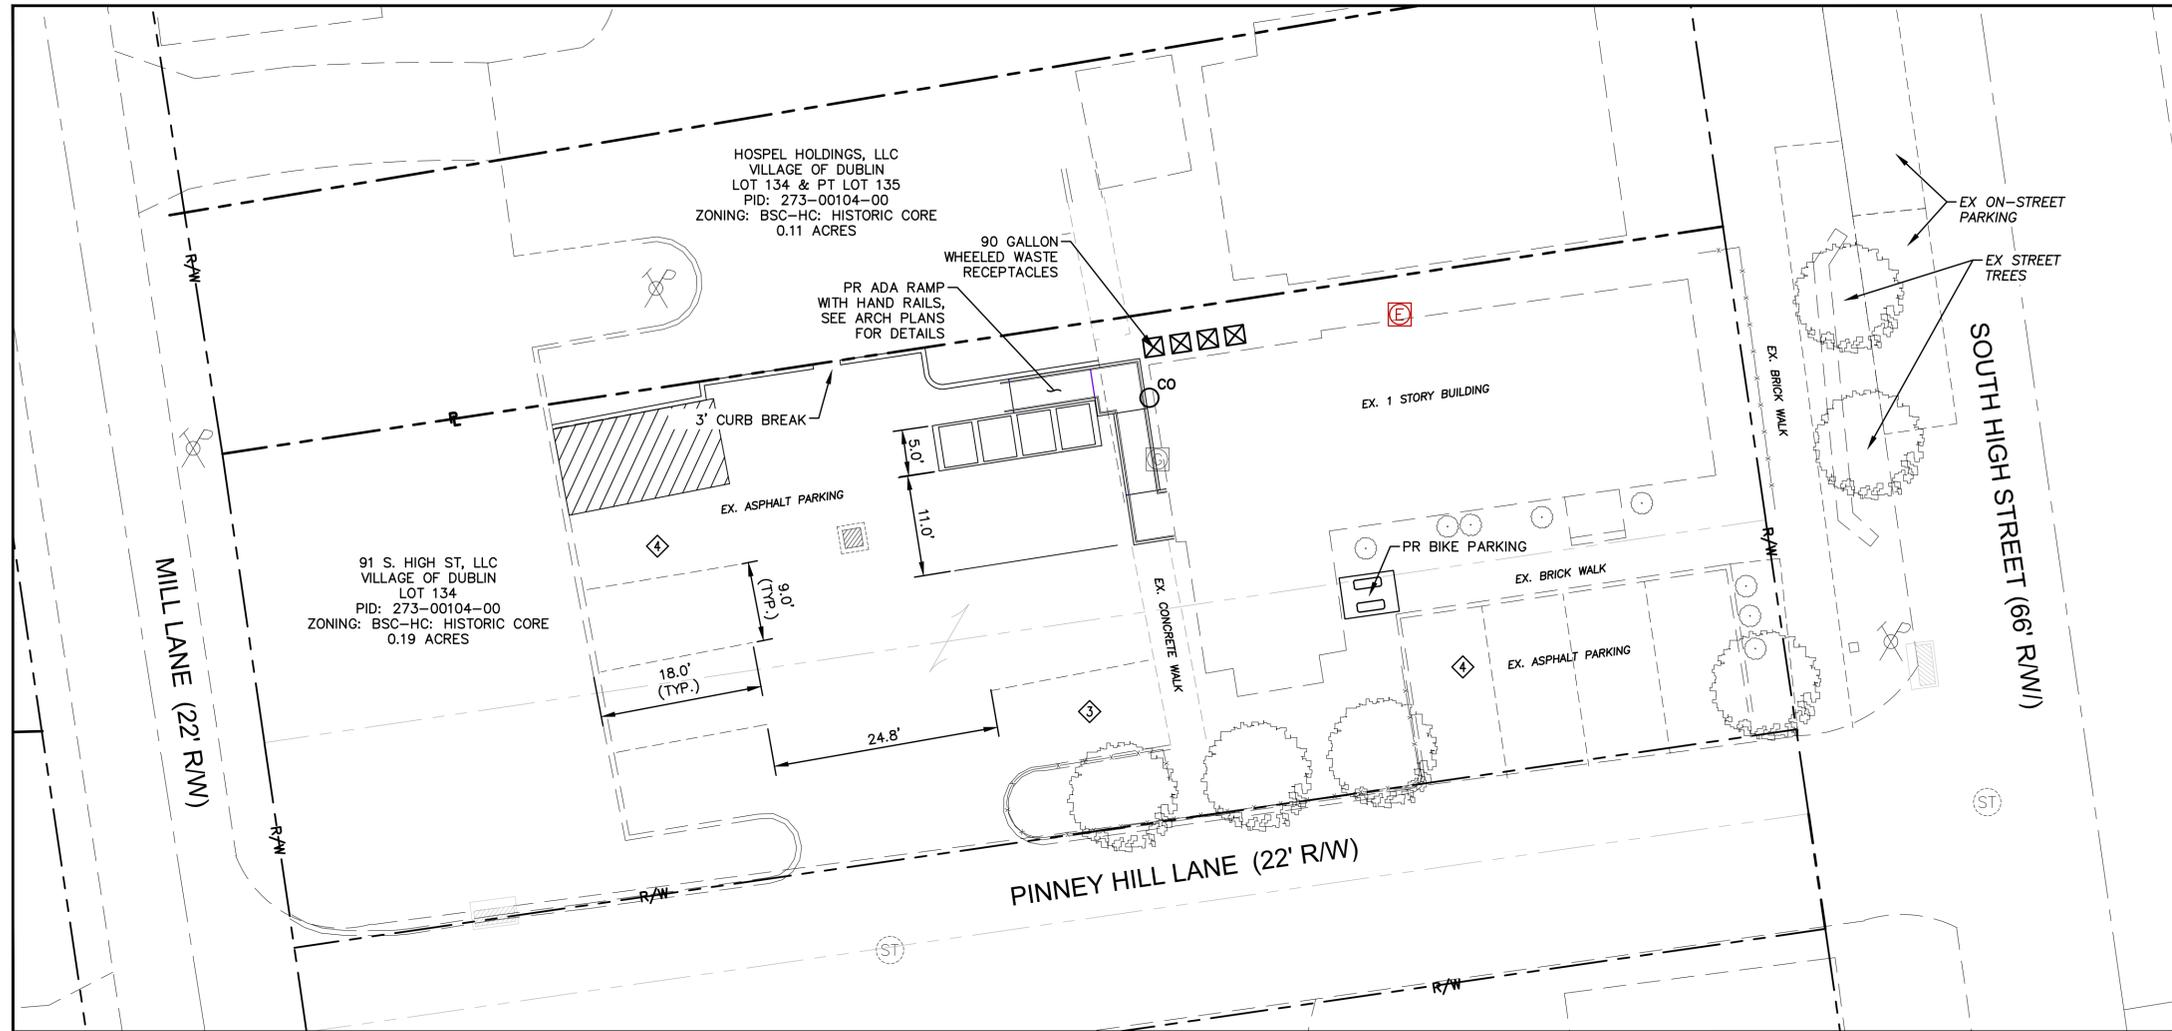 HOSPEL HOLDINGS, LLC
VILLAGE OF DUBLIN
LOT 134 & PT LOT 135
PID: 273-00104-00
ZONING: BSC-HC: HISTORIC CORE
0.11 ACRES
90 GALLON
WHEELED WASTE
RECEPTACLES
PR ADA RAMP
WITH HAND RAILS,
SEE ARCH PLANS
FOR DETAILS
EX ON-STREET
PARKING
EX STREET
TREES
R/W
E
CO
3' CURB BREAK
PL
EX. 1 STORY BUILDING
EX. BRICK WALK
SOUTH HIGH STREET (66' R/W)
5.0'
G
EX. ASPHALT PARKING
11.0'
4
R/W
PR BIKE PARKING
91 S. HIGH ST, LLC
VILLAGE OF DUBLIN
LOT 134
PID: 273-00104-00
ZONING: BSC-HC: HISTORIC CORE
0.19 ACRES
MILL LANE (22' R/W)
9.0'
(TYP.)
EX. CONCRETE WALK
EX. BRICK WALK
EX. ASPHALT PARKING
4
18.0'
(TYP.)
3
24.8'
R/W
PINNEY HILL LANE (22' R/W)
R/W
ST
ST
R/W